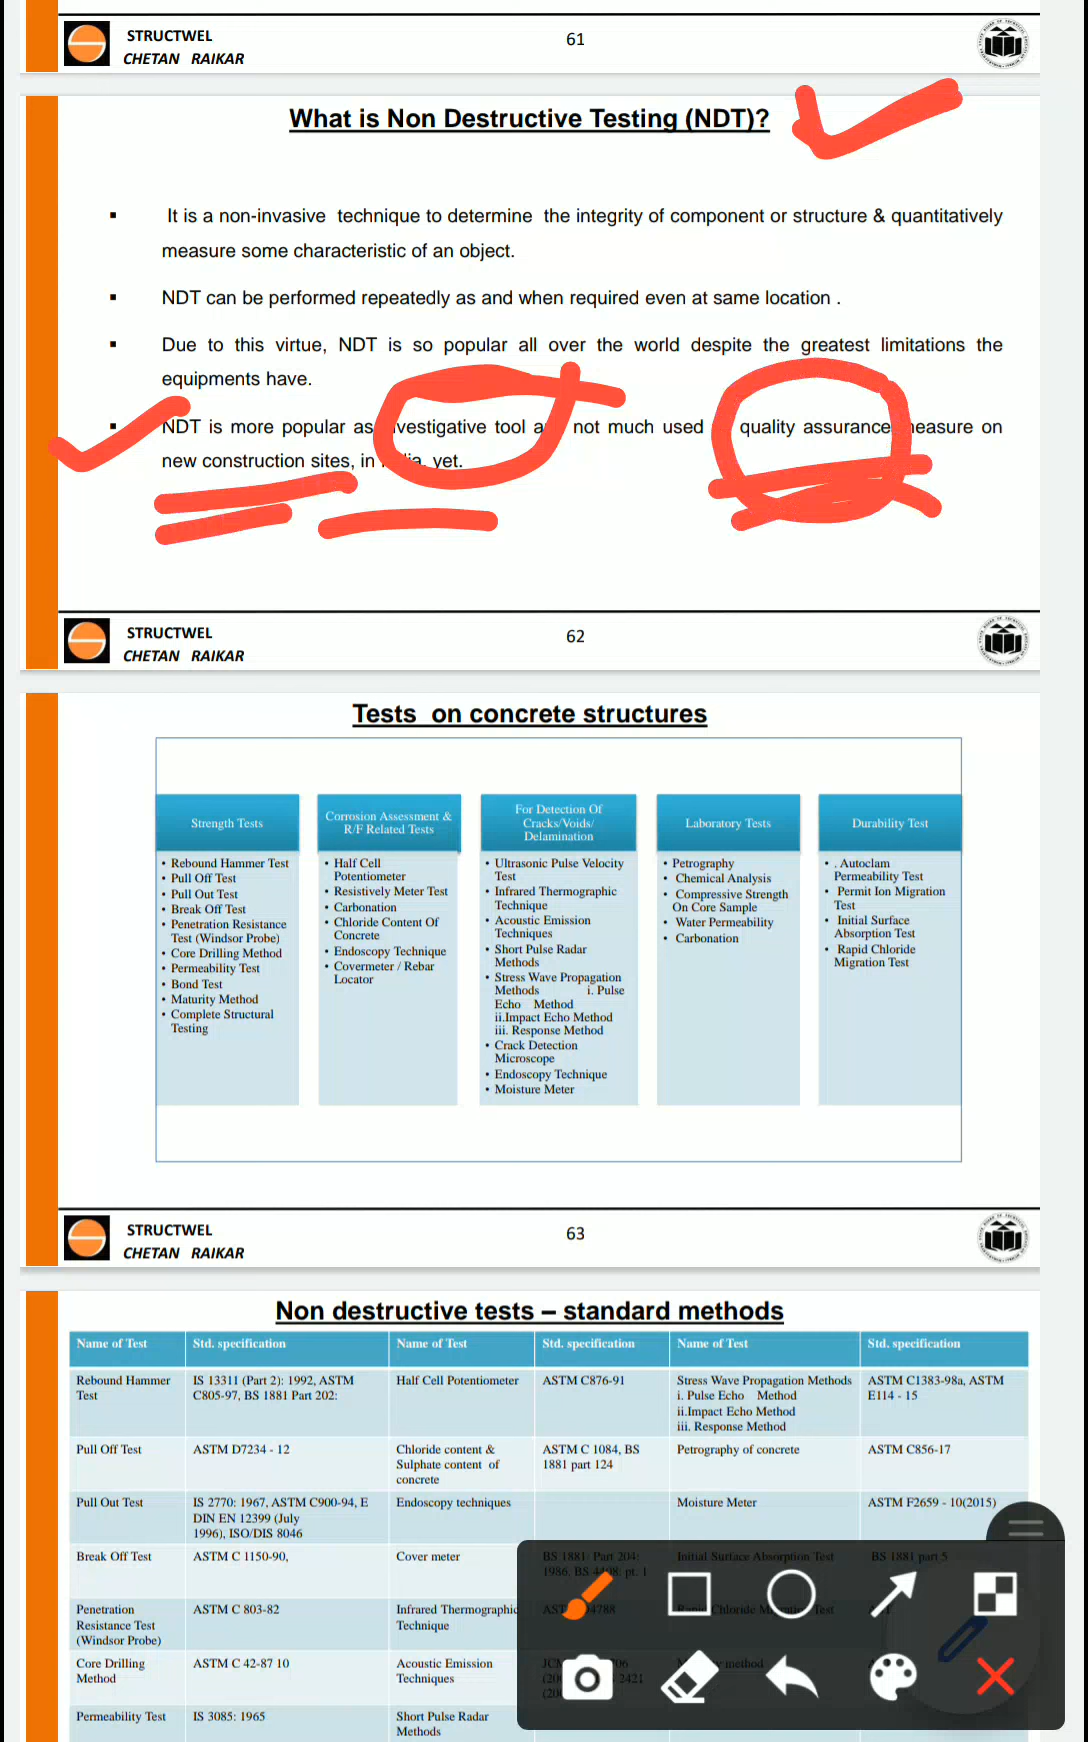 STRUCTWEL
CHETAN RAIKAR
61
What is Non Destructive Testing (NDT)?
▪ It is a non-invasive technique to determine the integrity of component or structure & quantitatively
measure some characteristic of an object.
▪ NDT can be performed repeatedly as and when required even at same location .
▪ Due to this virtue, NDT is so popular all over the world despite the greatest limitations the
equipments have.
▪ NDT is more popular as tool not much used quality assurance on
new construction sites, in yet.
STRUCTWEL
CHETAN RAIKAR
62
Tests on concrete structures
Strength Tests
• Rebound Hammer Test
• Pull Off Test
• Pull Out Test
• Break Off Test
• Penetration Resistance
Test (Windsor Probe)
• Core Drilling Method
• Permeability Test
• Bond Test
• Maturity Method
• Complete Structural
Testing
Corrosion Assessment &
R/F Related Tests
• Half Cell
Potentiometer
• Resistively Meter Test
• Carbonation
• Chloride Content Of
Concrete
• Endoscopy Technique
• Covermeter / Rebar
Locator
For Detection Of
Cracks/Voids/
Delamination
• Ultrasonic Pulse Velocity
Test
• Infrared Thermographic
Technique
• Acoustic Emission
Techniques
• Short Pulse Radar
Methods
• Stress Wave Propagation
Methods i. Pulse
Echo Method
ii.Impact Echo Method
iii. Response Method
• Crack Detection
Microscope
• Endoscopy Technique
• Moisture Meter
Laboratory Tests
• Petrography
• Chemical Analysis
• Compressive Strength
On Core Sample
• Water Permeability
• Carbonation
Durability Test
• . Autoclam
Permeability Test
• Permit Ion Migration
Test
• Initial Surface
Absorption Test
• Rapid Chloride
Migration Test
STRUCTWEL
CHETAN RAIKAR
63
Non destructive tests – standard methods
Name of Test Std. specification Name of Test Std. specification Name of Test Std. specification
Rebound Hammer
Test
IS 13311 (Part 2): 1992, ASTM
C805-97, BS 1881 Part 202:
Half Cell Potentiometer
ASTM C876-91
Stress Wave Propagation Methods
i. Pulse Echo Method
ii.Impact Echo Method
iii. Response Method
ASTM C1383-98a, ASTM
E114 - 15
Pull Off Test
ASTM D7234 - 12
Chloride content &
Sulphate content of
concrete
ASTM C 1084, BS
1881 part 124
Petrography of concrete
ASTM C856-17
Pull Out Test
IS 2770: 1967, ASTM C900-94, E
DIN EN 12399 (July
1996), ISO/DIS 8046
Endoscopy techniques
Moisture Meter
ASTM F2659 - 10(2015)
Break Off Test
ASTM C 1150-90,
Cover meter
BS 1881: Part 204:
1986, BS pt. 1
Initial Surface Absorption Test
BS 1881 part 5
Penetration
Resistance Test
(Windsor Probe)
ASTM C 803-82
Infrared Thermographic
Technique
Test
Core Drilling
Method
ASTM C 42-87 10
Acoustic Emission
Techniques
2421
method
Permeability Test
IS 3085: 1965
Short Pulse Radar
Methods